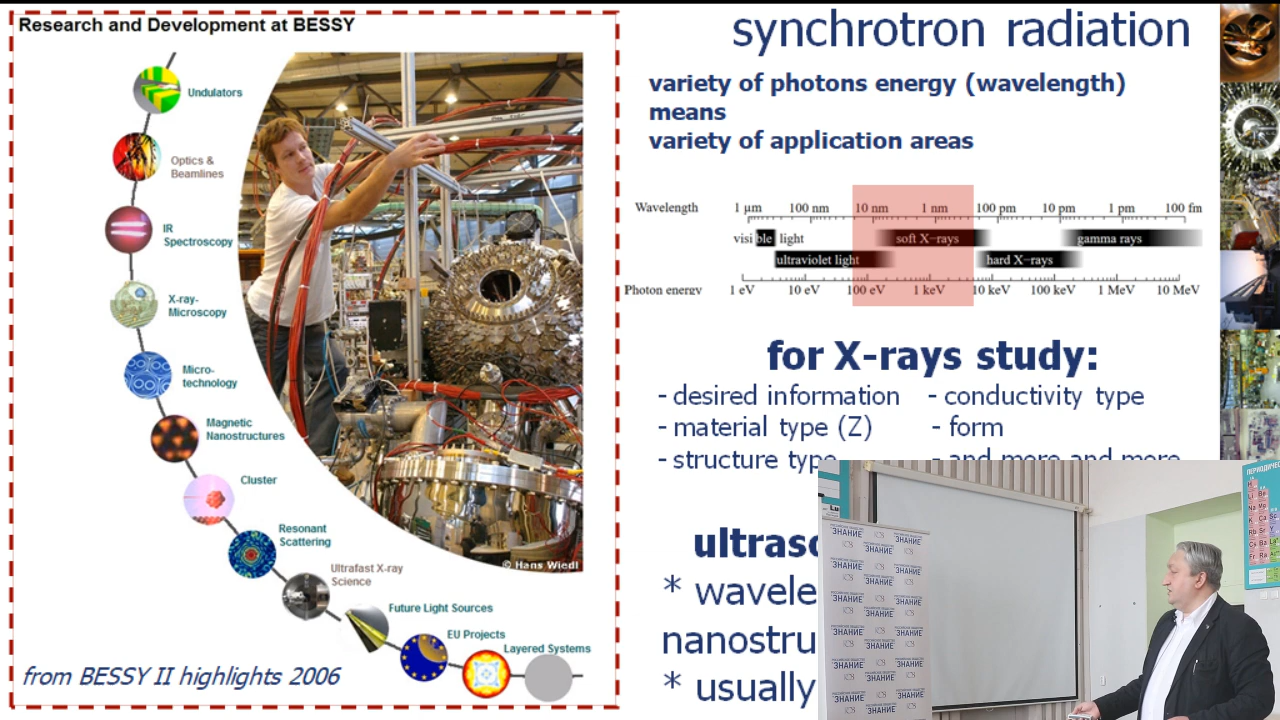 Research and Development at BESSY
Undulators
Optics &
Beamlines
IR
Spectroscopy
X-ray-
Microscopy
Micro-
technology
Magnetic
Nanostructures
Cluster
Resonant
Scattering
Ultrafast X-ray
Science
Future Light Sources
EU Projects
Layered Systems
© Hans Wiedl
from BESSY II highlights 2006
synchrotron radiation
variety of photons energy (wavelength)
means
variety of application areas
Wavelength 1 μm 100 nm 10 nm 1 nm 100 pm 10 pm 1 pm 100 fm
visible light soft X-rays gamma rays
ultraviolet light hard X-rays
Photon energy 1 eV 10 eV 100 eV 1 keV 10 keV 100 keV 1 MeV 10 MeV
for X-rays study:
- desired information - conductivity type
- material type (Z) - form
- structure type - and more and more
* wavele
nanostru
* usually
ЗНАНИЕ